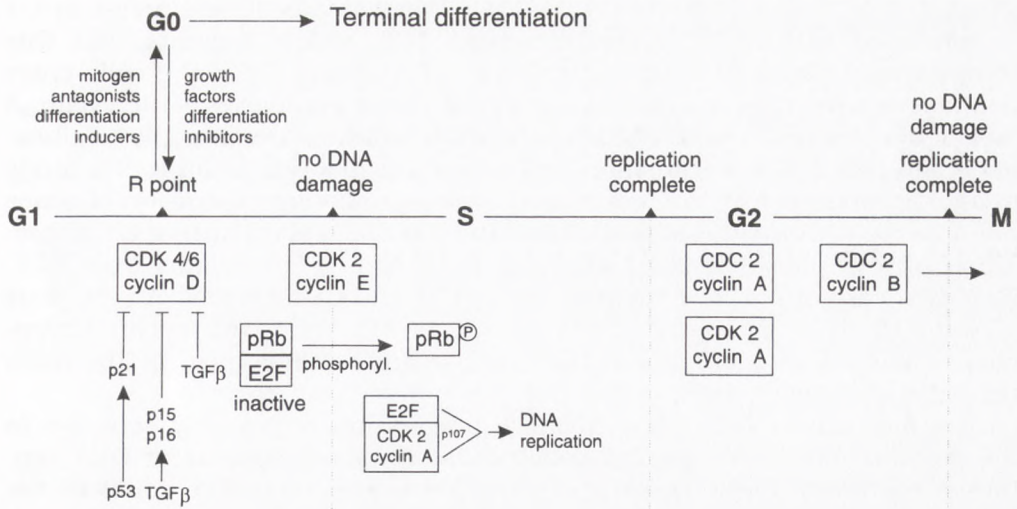 G0
Terminal differentiation
mitogen
antagonists
differentiation
inducers
growth
factors
differentiation
inhibitors
R point
no DNA
damage
replication
complete
no DNA
damage
replication
complete
G1
S
G2
M
CDK 4/6
cyclin D
CDK 2
cyclin E
CDC 2
cyclin A
CDC 2
cyclin B
CDK 2
cyclin A
pRb
E2F
inactive
phosphoryl.
pRb
P
p21
TGFβ
p15
p16
p53
TGFβ
E2F
CDK 2
cyclin A
p107
DNA
replication